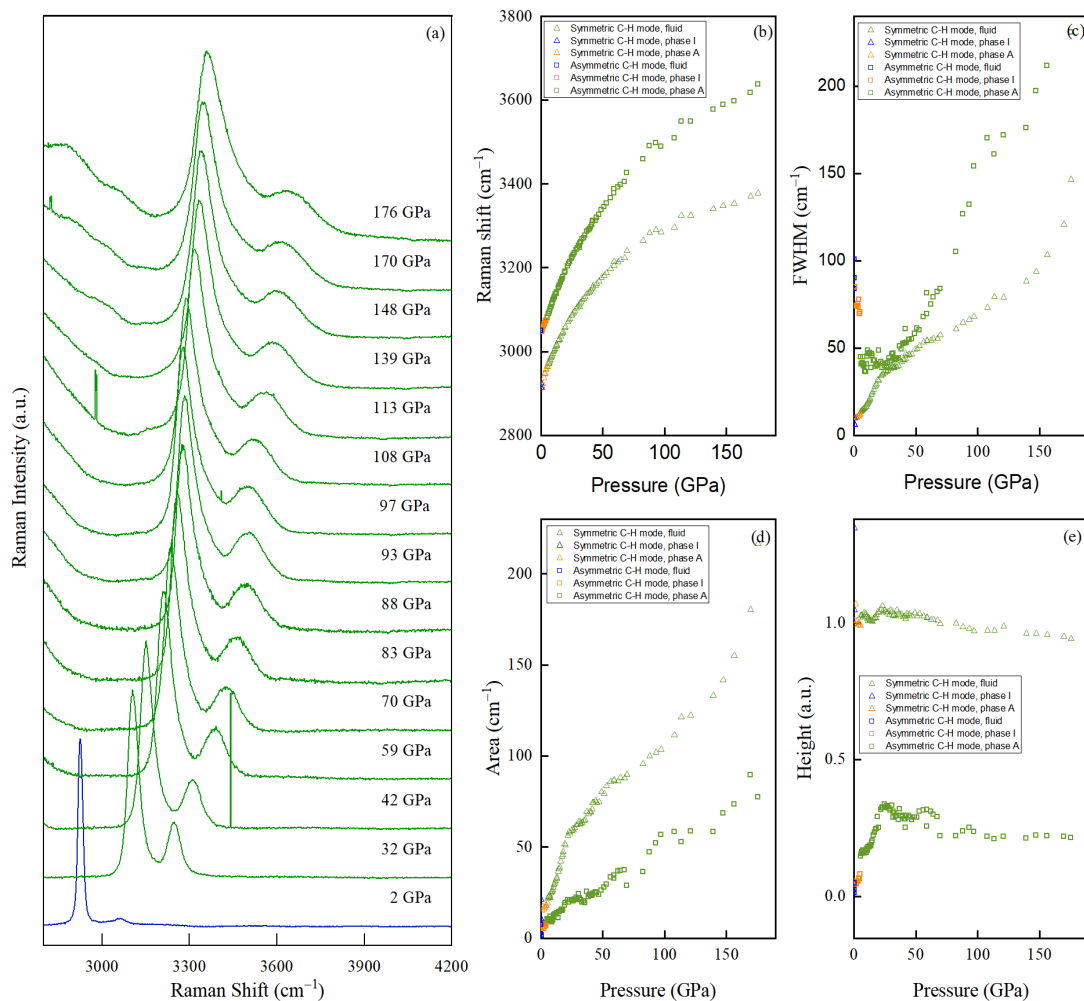 (a)
Raman Intensity (a.u.)
176 GPa
170 GPa
148 GPa
139 GPa
113 GPa
108 GPa
97 GPa
93 GPa
88 GPa
83 GPa
70 GPa
59 GPa
42 GPa
32 GPa
2 GPa
3000 3300 3600 3900 4200
Raman Shift (cm⁻¹)
(b)
Symmetric C-H mode, fluid
Symmetric C-H mode, phase I
Symmetric C-H mode, phase A
Asymmetric C-H mode, fluid
Asymmetric C-H mode, phase I
Asymmetric C-H mode, phase A
Raman shift (cm⁻¹)
3800
3600
3400
3200
3000
2800
0 50 100 150
Pressure (GPa)
(c)
Symmetric C-H mode, fluid
Symmetric C-H mode, phase I
Symmetric C-H mode, phase A
Asymmetric C-H mode, fluid
Asymmetric C-H mode, phase I
Asymmetric C-H mode, phase A
FWHM (cm⁻¹)
200
150
100
50
0
0 50 100 150
Pressure (GPa)
(d)
Symmetric C-H mode, fluid
Symmetric C-H mode, phase I
Symmetric C-H mode, phase A
Asymmetric C-H mode, fluid
Asymmetric C-H mode, phase I
Asymmetric C-H mode, phase A
Area (cm⁻¹)
200
150
100
50
0
0 50 100 150
Pressure (GPa)
(e)
Symmetric C-H mode, fluid
Symmetric C-H mode, phase I
Symmetric C-H mode, phase A
Asymmetric C-H mode, fluid
Asymmetric C-H mode, phase I
Asymmetric C-H mode, phase A
Height (a.u.)
1.0
0.5
0.0
0 50 100 150
Pressure (GPa)